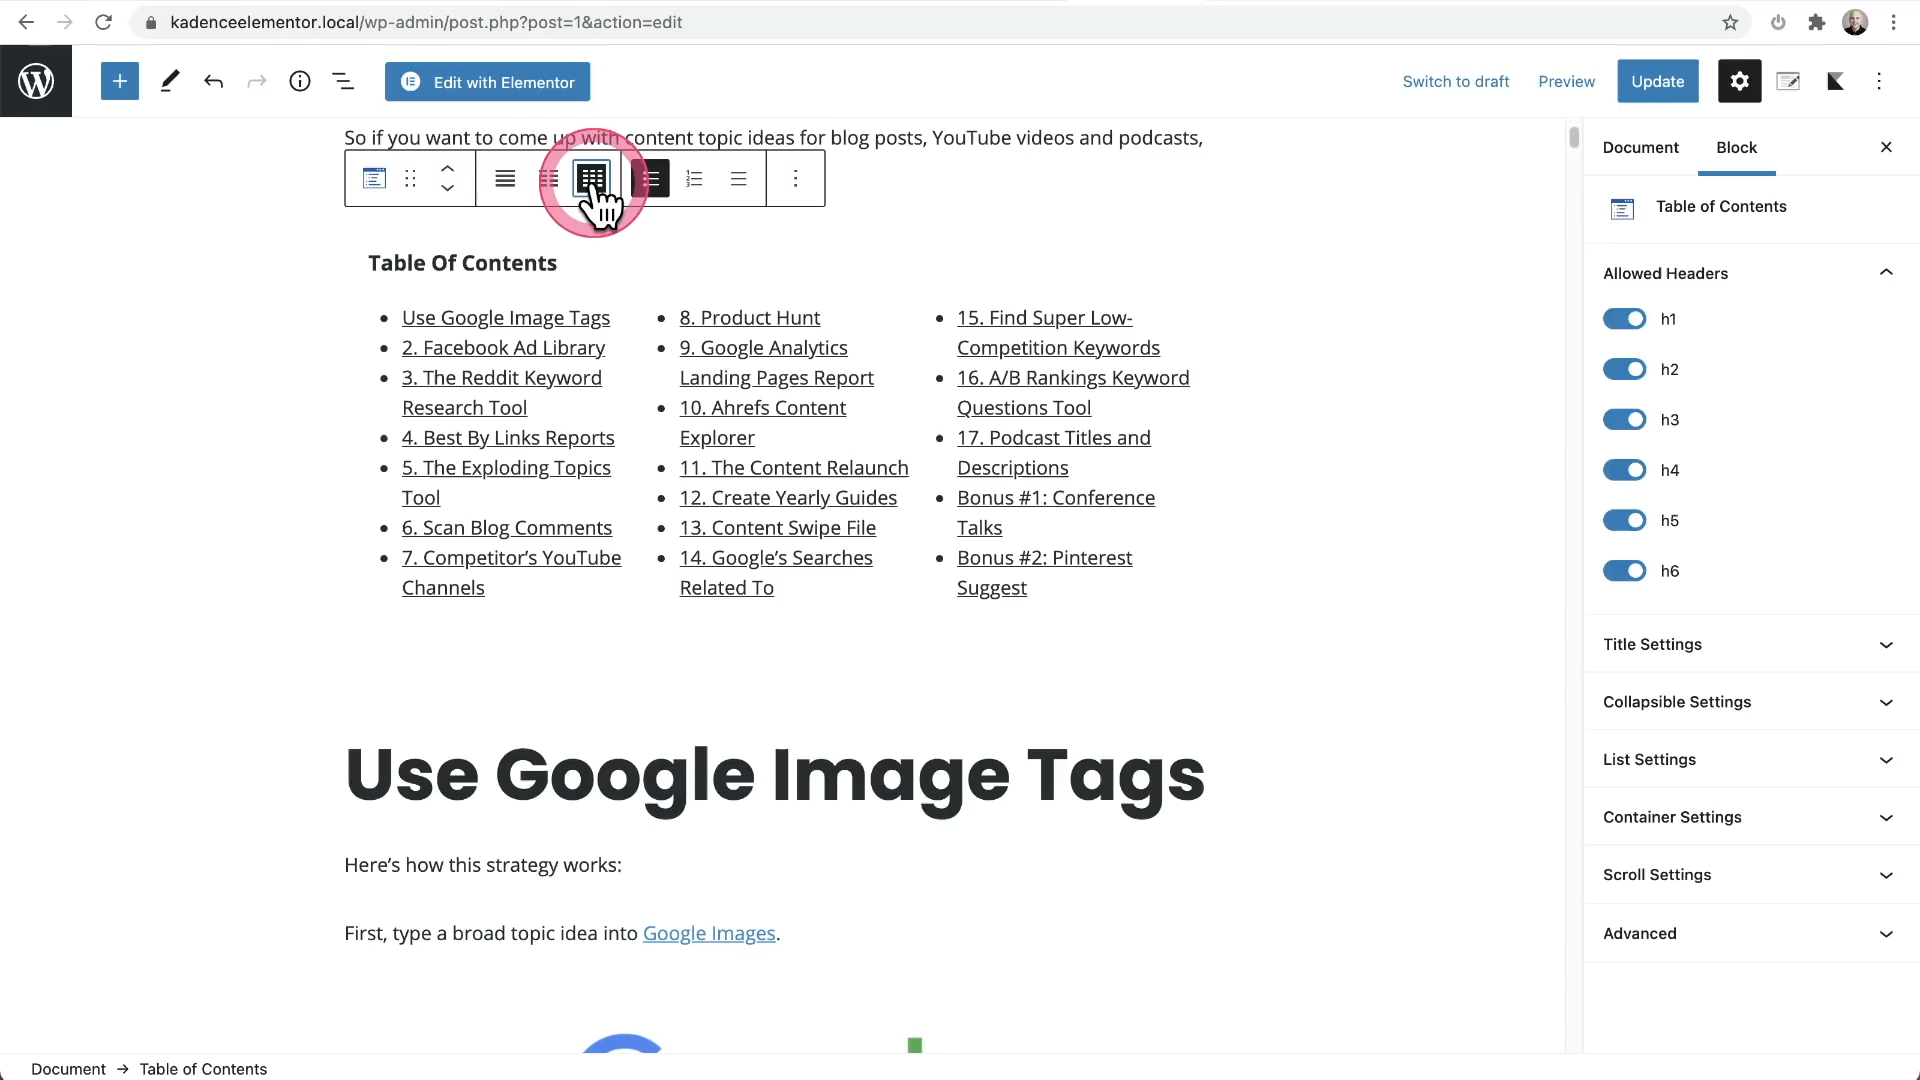 kadenceelementor.local/wp-admin/post.php?post=1&action=edit
Edit with Elementor
Switch to draft
Preview
Update
So if you want to come up with content topic ideas for blog posts, YouTube videos and podcasts,
Table Of Contents
Use Google Image Tags
2. Facebook Ad Library
3. The Reddit Keyword
Research Tool
4. Best By Links Reports
5. The Exploding Topics
Tool
6. Scan Blog Comments
7. Competitor’s YouTube
Channels
8. Product Hunt
9. Google Analytics
Landing Pages Report
10. Ahrefs Content
Explorer
11. The Content Relaunch
12. Create Yearly Guides
13. Content Swipe File
14. Google’s Searches
Related To
15. Find Super Low-
Competition Keywords
16. A/B Rankings Keyword
Questions Tool
17. Podcast Titles and
Descriptions
Bonus #1: Conference
Talks
Bonus #2: Pinterest
Suggest
Use Google Image Tags
Here’s how this strategy works:
First, type a broad topic idea into Google Images.
Document
Block
Table of Contents
Allowed Headers
h1
h2
h3
h4
h5
h6
Title Settings
Collapsible Settings
List Settings
Container Settings
Scroll Settings
Advanced
Document → Table of Contents